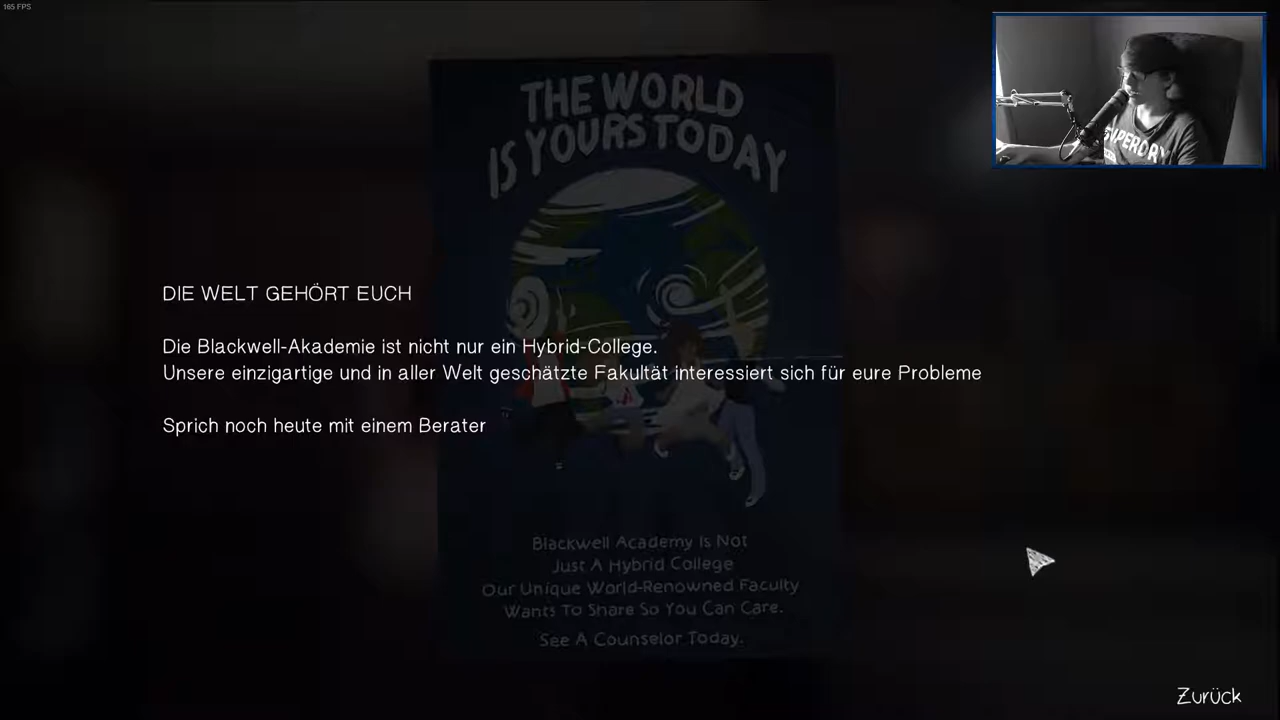 165 FPS
THE WORLD
IS YOURS TODAY
SUPERDRY
DIE WELT GEHÖRT EUCH
Die Blackwell-Akademie ist nicht nur ein Hybrid-College.
Unsere einzigartige und in aller Welt geschätzte Fakultät interessiert sich für eure Probleme
Sprich noch heute mit einem Berater
Blackwell Academy Is Not
Just A Hybrid College
Our Unique World-Renowned Faculty
Wants To Share So You Can Care.
See A Counselor Today.
Zurück